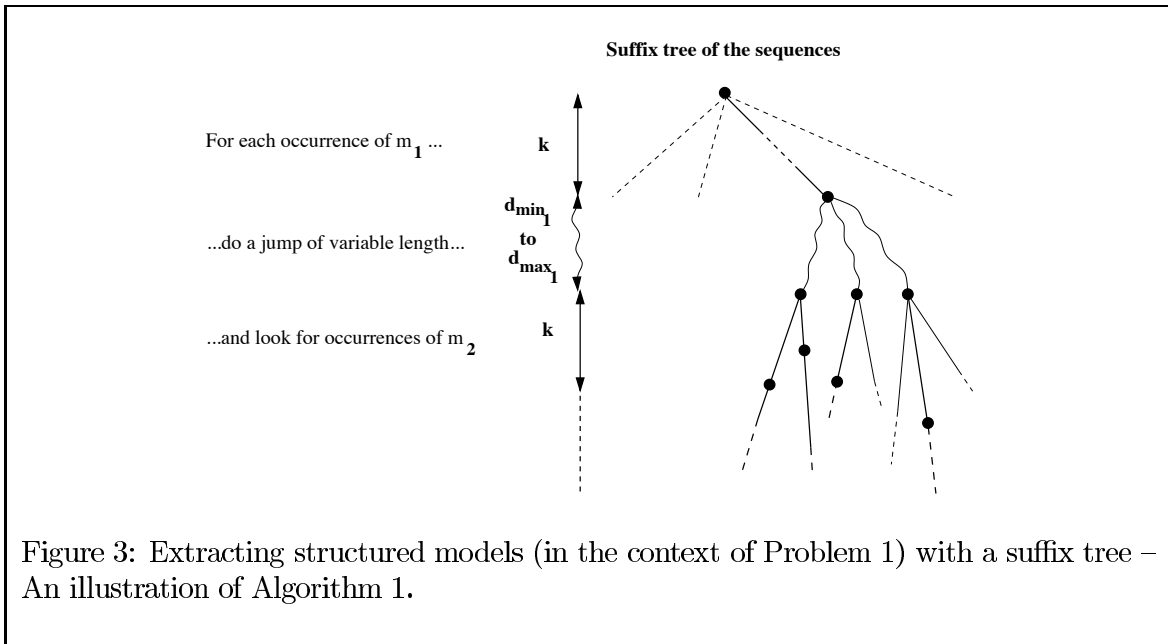 Suffix tree of the sequences
For each occurrence of m1 ...
k
dmin1
to
dmax1
...do a jump of variable length...
k
...and look for occurrences of m2
Figure 3: Extracting structured models (in the context of Problem 1) with a suffix tree –
An illustration of Algorithm 1.